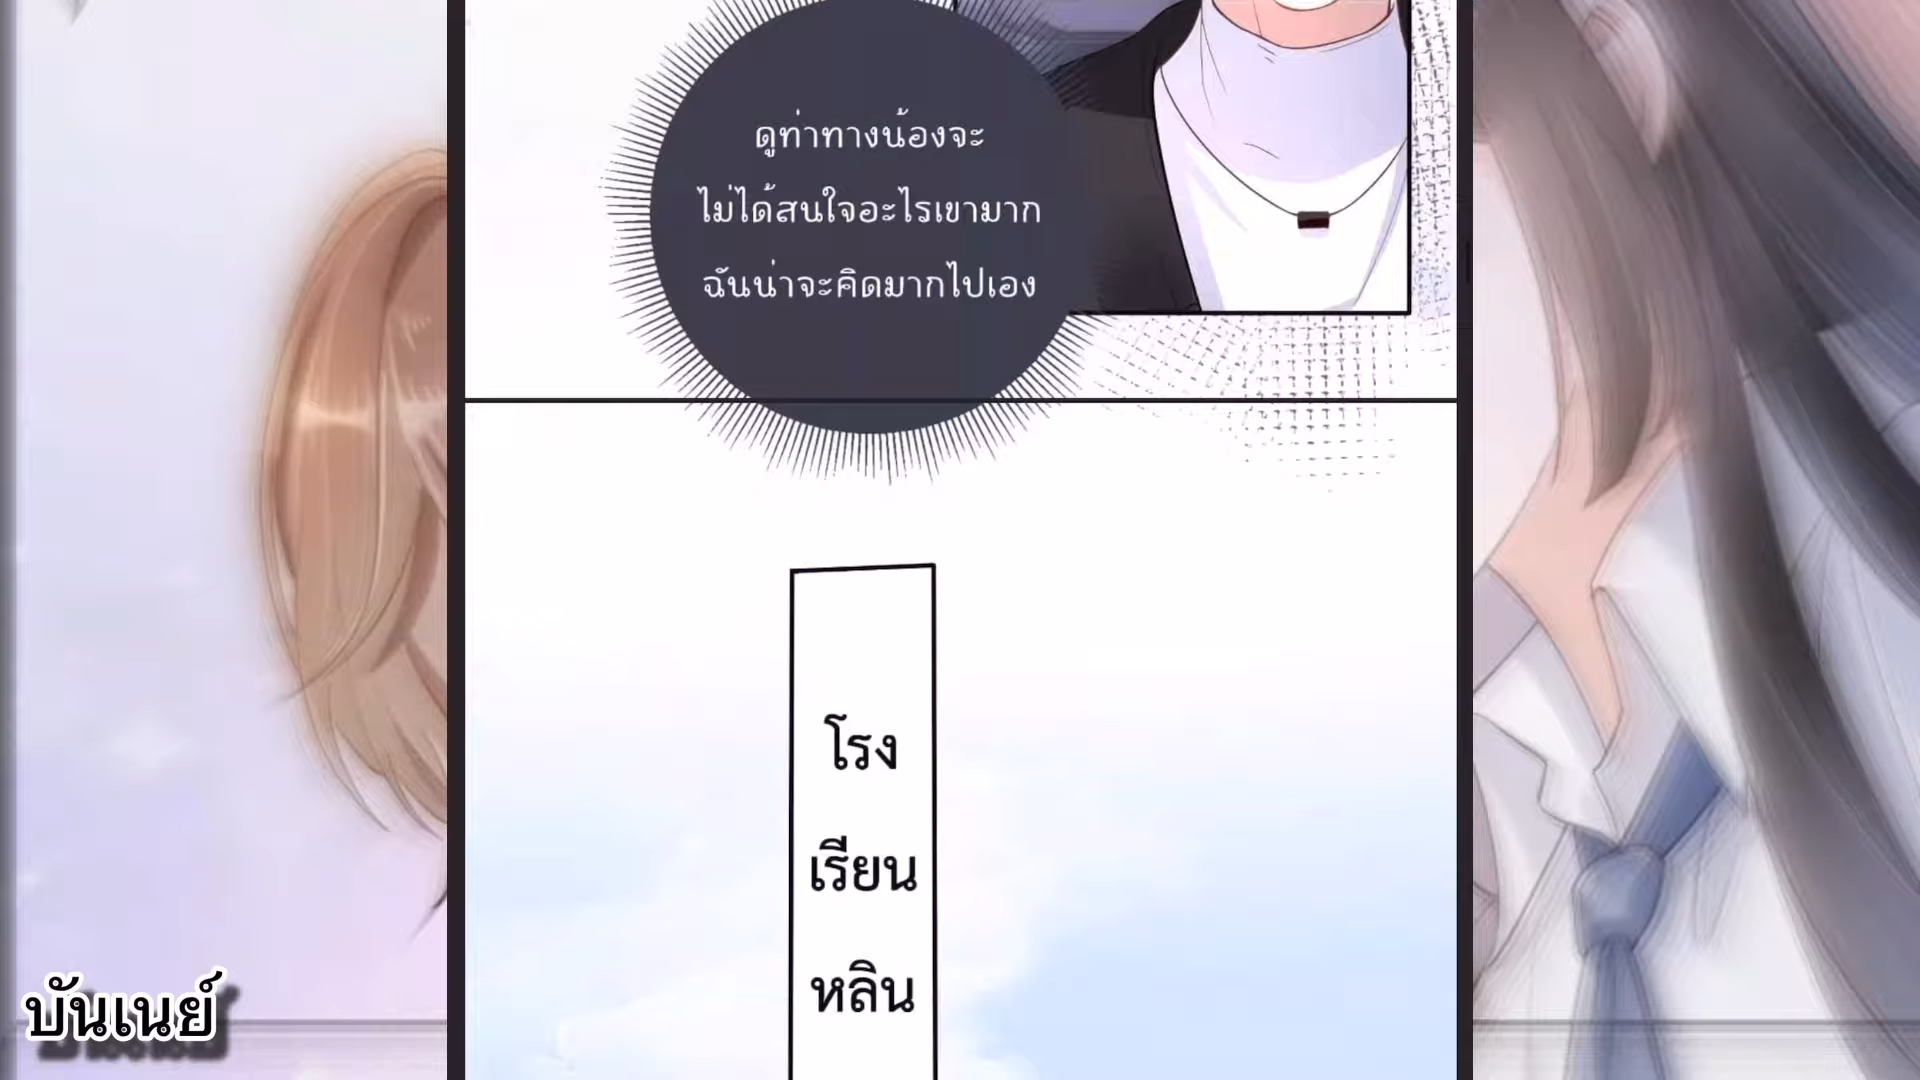 ดูท่าทางน้องจะ
ไม่ได้สนใจอะไรเขามาก
ฉันน่าจะคิดมากไปเอง
โรง
เรียน
หลิน
บันเนย์